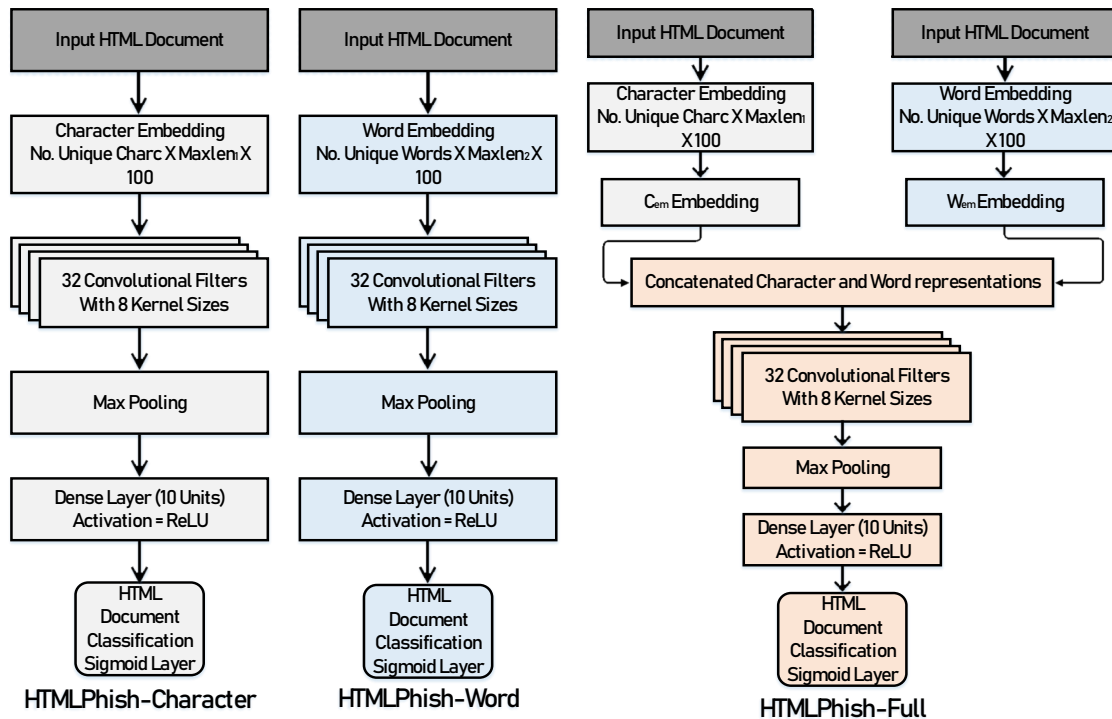 Input HTML Document
Character Embedding
No. Unique Charc X Maxlen₁ X
100
32 Convolutional Filters
With 8 Kernel Sizes
Max Pooling
Dense Layer (10 Units)
Activation = ReLU
HTML
Document
Classification
Sigmoid Layer
HTMLPhish-Character
Input HTML Document
Word Embedding
No. Unique Words X Maxlen₂ X
100
32 Convolutional Filters
With 8 Kernel Sizes
Max Pooling
Dense Layer (10 Units)
Activation = ReLU
HTML
Document
Classification
Sigmoid Layer
HTMLPhish-Word
Input HTML Document
Character Embedding
No. Unique Charc X Maxlen₁
X 100
Cem Embedding
Input HTML Document
Word Embedding
No. Unique Words X Maxlen₂
X 100
Wem Embedding
Concatenated Character and Word representations
32 Convolutional Filters
With 8 Kernel Sizes
Max Pooling
Dense Layer (10 Units)
Activation = ReLU
HTML
Document
Classification
Sigmoid Layer
HTMLPhish-Full